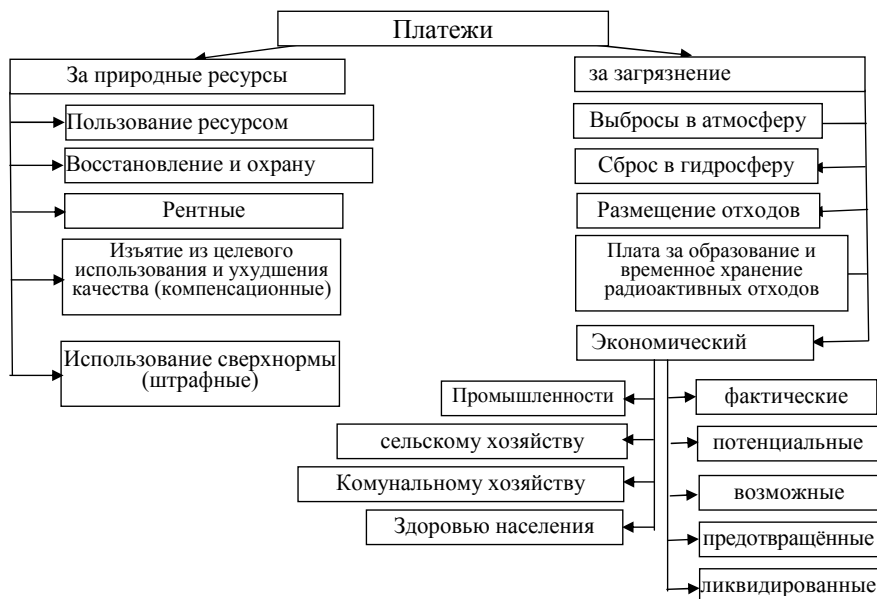 Платежи
За природные ресурсы
Пользование ресурсом
Восстановление и охрану
Рентные
Изъятие из целевого
использования и ухудшения
качества (компенсационные)
Использование сверхнормы
(штрафные)
за загрязнение
Выбросы в атмосферу
Сброс в гидросферу
Размещение отходов
Плата за образование и
временное хранение
радиоактивных отходов
Экономический
Промышленности
сельскому хозяйству
Комунальному хозяйству
Здоровью населения
фактические
потенциальные
возможные
предотвращённые
ликвидированные